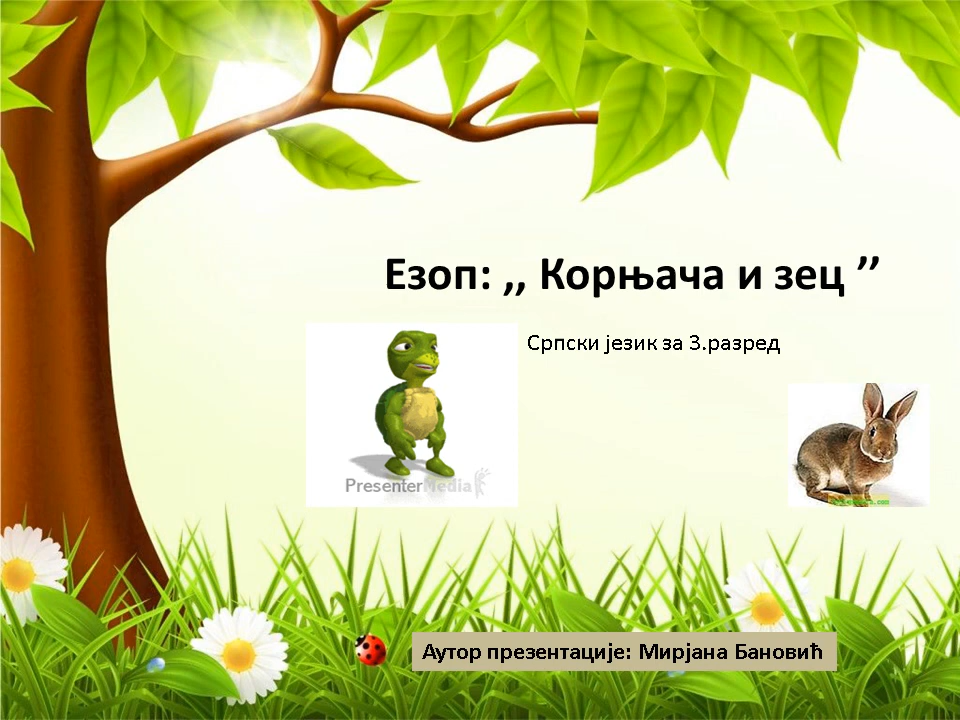 Езоп: ,, Корњача и зец ’’
Српски језик за 3.разред
PresenterMedia
Аутор презентације: Мирјана Бановић